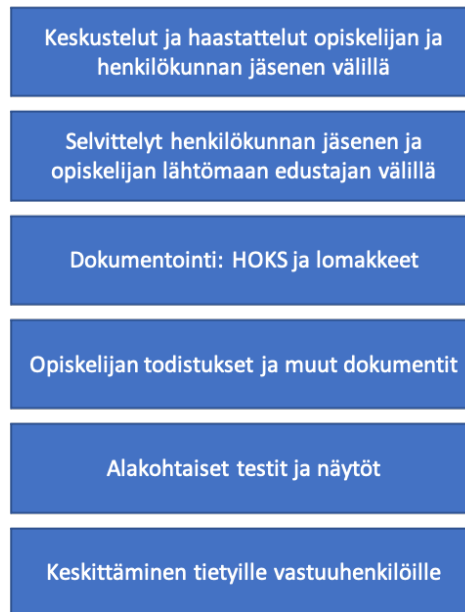 Keskustelut ja haastattelut opiskelijan ja
henkilökunnan jäsenen välillä
Selvittelyt henkilökunnan jäsenen ja
opiskelijan lähtömaan edustajan välillä
Dokumentointi: HOKS ja lomakkeet
Opiskelijan todistukset ja muut dokumentit
Alakohtaiset testit ja näytöt
Keskittäminen tietyille vastuuhenkilöille